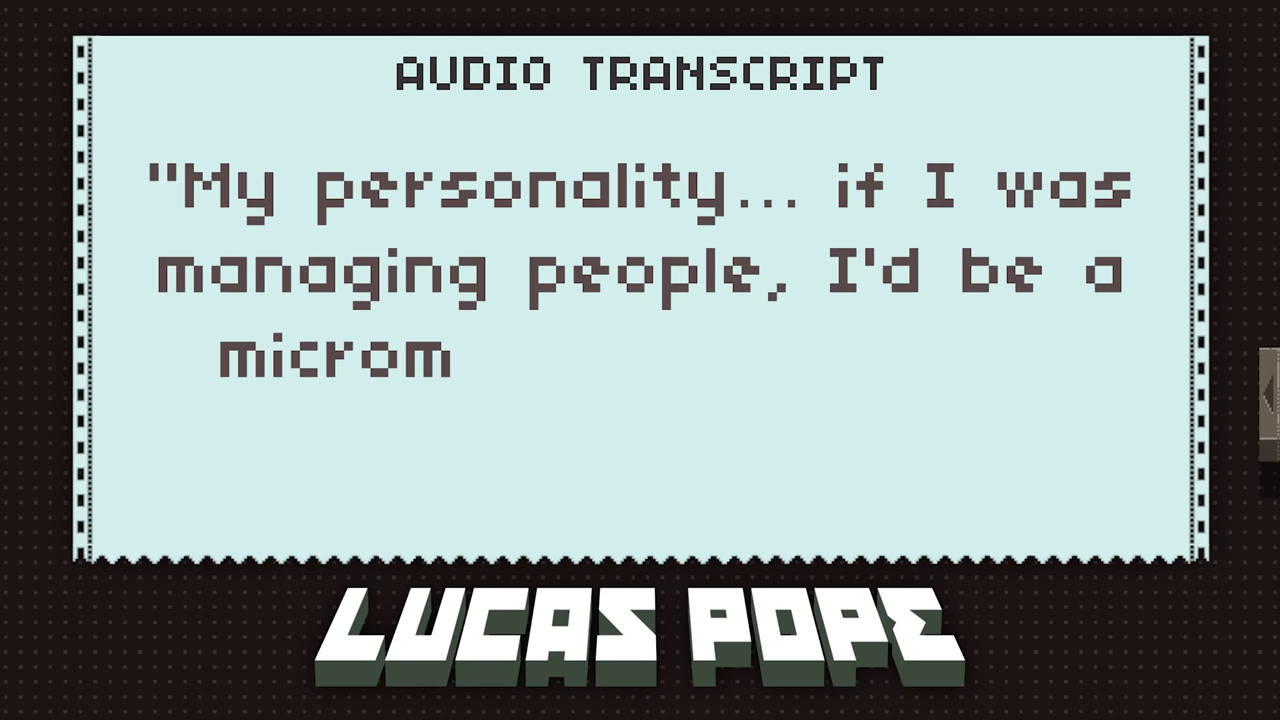 AUDIO TRANSCRIPT
"My personality... if I was
managing people, I'd be a
microm
LUCAS POPE